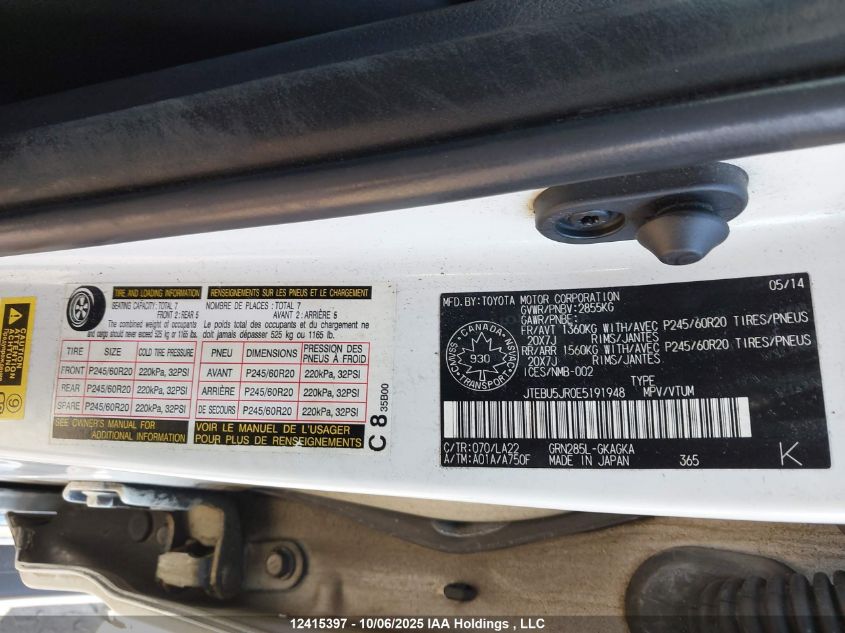 TIRE AND LOADING INFORMATION
SEATING CAPACITY: TOTAL 7
FRONT 2: REAR 5
The combined weight of occupants
and cargo should never exceed 525 kg or 1165 lb.
RENSEIGNEMENTS SUR LES PNEUS ET LE CHARGEMENT
NOMBRE DE PLACES : TOTAL 7
AVANT 2 : ARRIÈRE 5
Le poids total des occupants et du chargement ne
doit jamais dépasser 525 kg ou 1165 lb.
TIRE SIZE COLD TIRE PRESSURE PNEU DIMENSIONS PRESSION DES PNEUS À FROID
FRONT P245/60R20 220kPa, 32PSI AVANT P245/60R20 220kPa, 32PSI
REAR P245/60R20 220kPa, 32PSI ARRIÈRE P245/60R20 220kPa, 32PSI
SPARE P245/60R20 220kPa, 32PSI DE SECOURS P245/60R20 220kPa, 32PSI
SEE OWNER'S MANUAL FOR
ADDITIONAL INFORMATION
VOIR LE MANUEL DE L'USAGER
POUR PLUS DE RENSEIGNEMENTS
C 8 35B00
05/14
MFD.BY:TOYOTA MOTOR CORPORATION
GVWR/PNBV:2855KG
GAWR/PNBE:
FR/AVT 1360KG WITH/AVEC P245/60R20 TIRES/PNEUS
20X7J RIMS/JANTES
RR/ARR 1560KG WITH/AVEC P245/60R20 TIRES/PNEUS
20X7J RIMS/JANTES
ICES/NMB-002
TYPE
JTEBU5JR0E5191948 MPV/VTUM
CANADA
CMVSS NSVAC
930
TRANSPORT
C/TR:070/LA22 GRN285L-GKAGKA
A/TM:A01A/A750F MADE IN JAPAN 365 K
12415397 - 10/06/2025 IAA Holdings , LLC